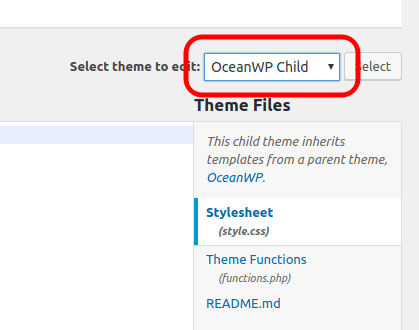 Select theme to edit: OceanWP Child Select
Theme Files
This child theme inherits
templates from a parent theme,
OceanWP.
Stylesheet
(style.css)
Theme Functions
(functions.php)
README.md